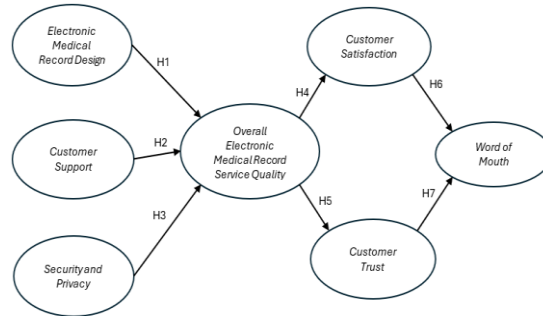 Electronic
Medical
Record Design
H1
Customer
Support
H2
Security and
Privacy
H3
Overall
Electronic
Medical Record
Service Quality
H4
H5
Customer
Satisfaction
Customer
Trust
H6
H7
Word of
Mouth